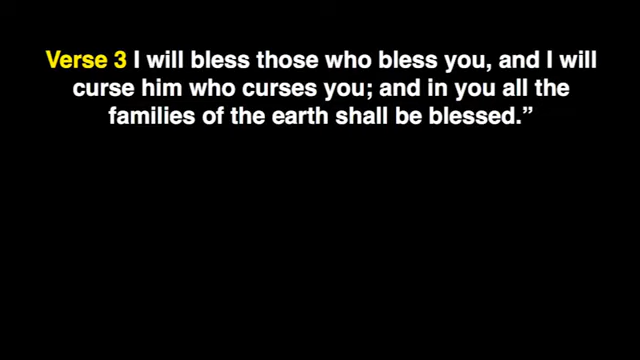 Verse 3 I will bless those who bless you, and I will
curse him who curses you; and in you all the
families of the earth shall be blessed.”